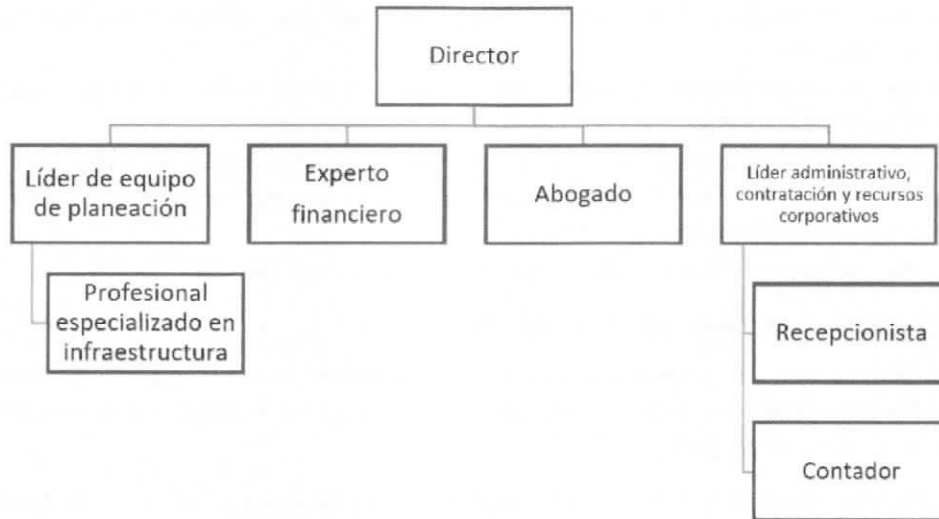 Director
Líder de equipo
de planeación
Experto
financiero
Abogado
Líder administrativo,
contratación y recursos
corporativos
Profesional
especializado en
infraestructura
Recepcionista
Contador